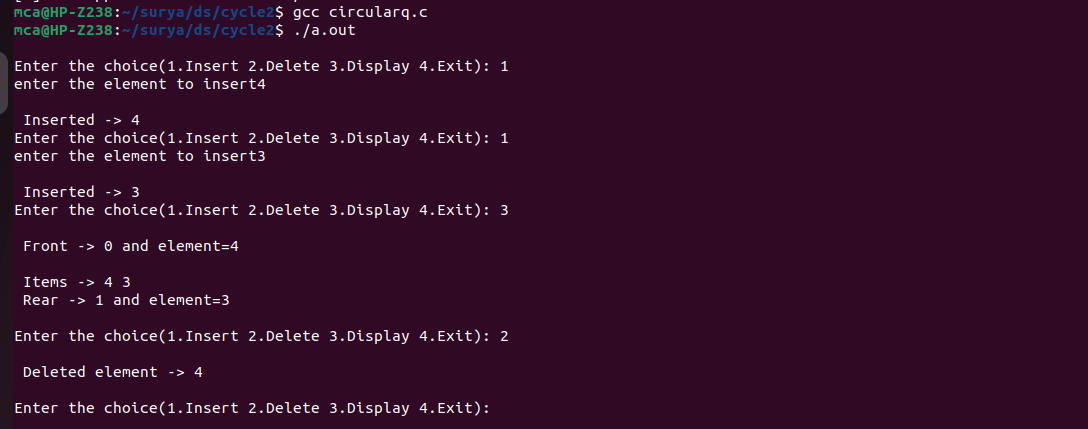 mca@HP-Z238:~/surya/ds/cycle2$ gcc circularq.c
mca@HP-Z238:~/surya/ds/cycle2$ ./a.out
Enter the choice(1.Insert 2.Delete 3.Display 4.Exit): 1
enter the element to insert4
Inserted -> 4
Enter the choice(1.Insert 2.Delete 3.Display 4.Exit): 1
enter the element to insert3
Inserted -> 3
Enter the choice(1.Insert 2.Delete 3.Display 4.Exit): 3
Front -> 0 and element=4
Items -> 4 3
Rear -> 1 and element=3
Enter the choice(1.Insert 2.Delete 3.Display 4.Exit): 2
Deleted element -> 4
Enter the choice(1.Insert 2.Delete 3.Display 4.Exit):